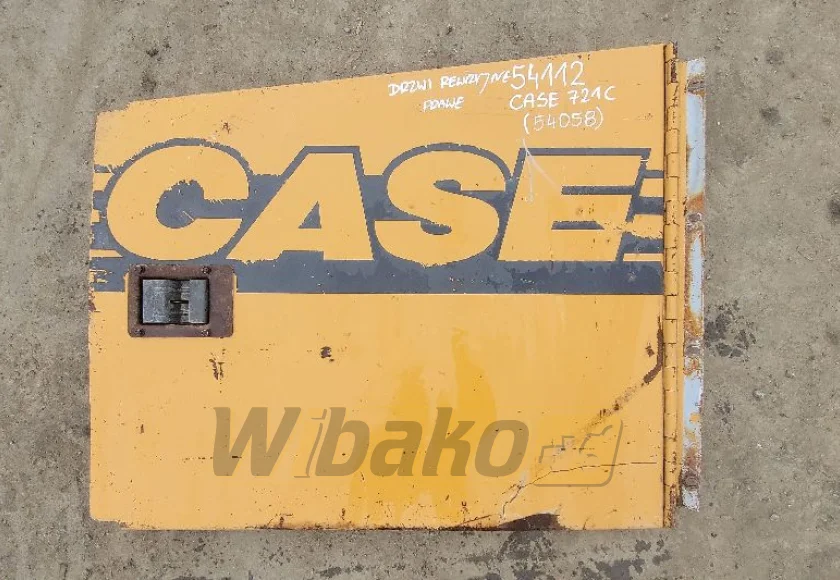 DRZWI REWIZYJNE 54112
PRAWE CASE 721C
(54058)
CASE
Wibako